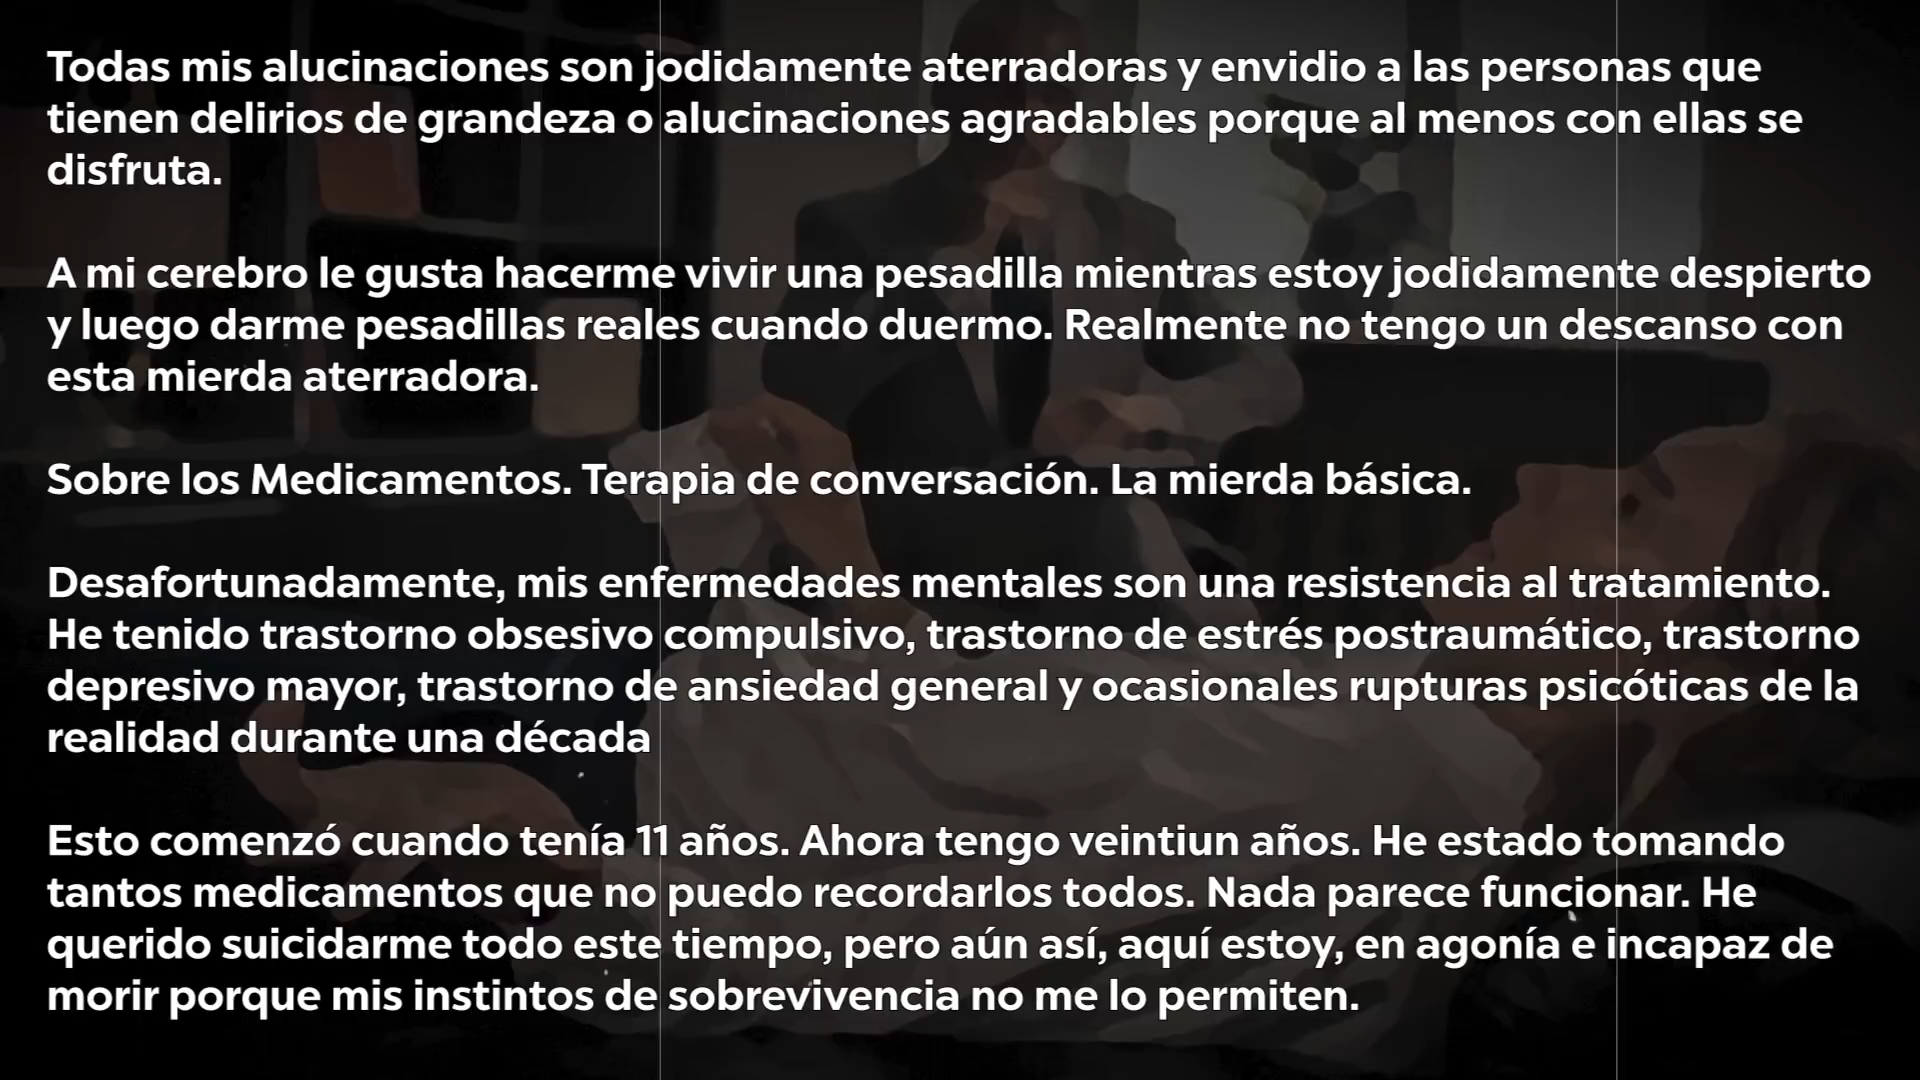 Todas mis alucinaciones son jodidamente aterradoras y envidio a las personas que
tienen delirios de grandeza o alucinaciones agradables porque al menos con ellas se
disfruta.
A mi cerebro le gusta hacerme vivir una pesadilla mientras estoy jodidamente despierto
y luego darme pesadillas reales cuando duermo. Realmente no tengo un descanso con
esta mierda aterradora.
Sobre los Medicamentos. Terapia de conversación. La mierda básica.
Desafortunadamente, mis enfermedades mentales son una resistencia al tratamiento.
He tenido trastorno obsesivo compulsivo, trastorno de estrés postraumático, trastorno
depresivo mayor, trastorno de ansiedad general y ocasionales rupturas psicóticas de la
realidad durante una década
Esto comenzó cuando tenía 11 años. Ahora tengo veintiun años. He estado tomando
tantos medicamentos que no puedo recordarlos todos. Nada parece funcionar. He
querido suicidarme todo este tiempo, pero aún así, aquí estoy, en agonía e incapaz de
morir porque mis instintos de sobrevivencia no me lo permiten.